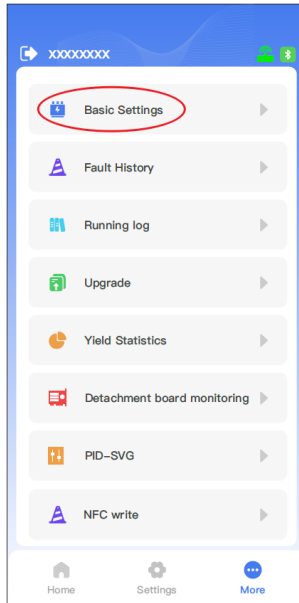 XXXXXXXX
Basic Settings
Fault History
Running log
Upgrade
Yield Statistics
Detachment board monitoring
PID-SVG
NFC write
Home
Settings
More